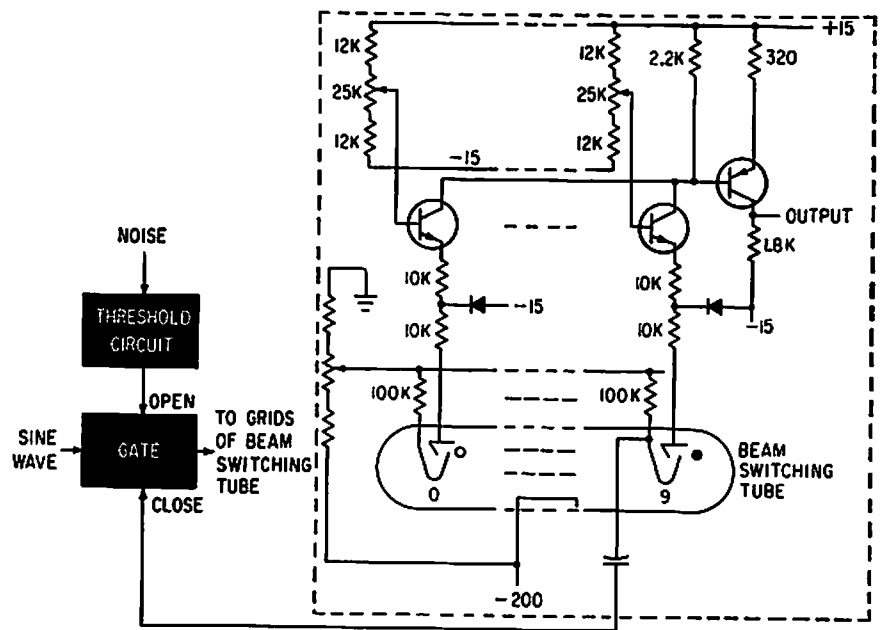 +15
12K
12K
2.2K
320
25K
25K
12K
12K
-15
OUTPUT
NOISE
1.8K
10K
10K
-15
-15
10K
10K
THRESHOLD
CIRCUIT
100K
100K
OPEN
SINE
WAVE
GATE
TO GRIDS
OF BEAM
SWITCHING
TUBE
BEAM
SWITCHING
TUBE
0
9
CLOSE
-200